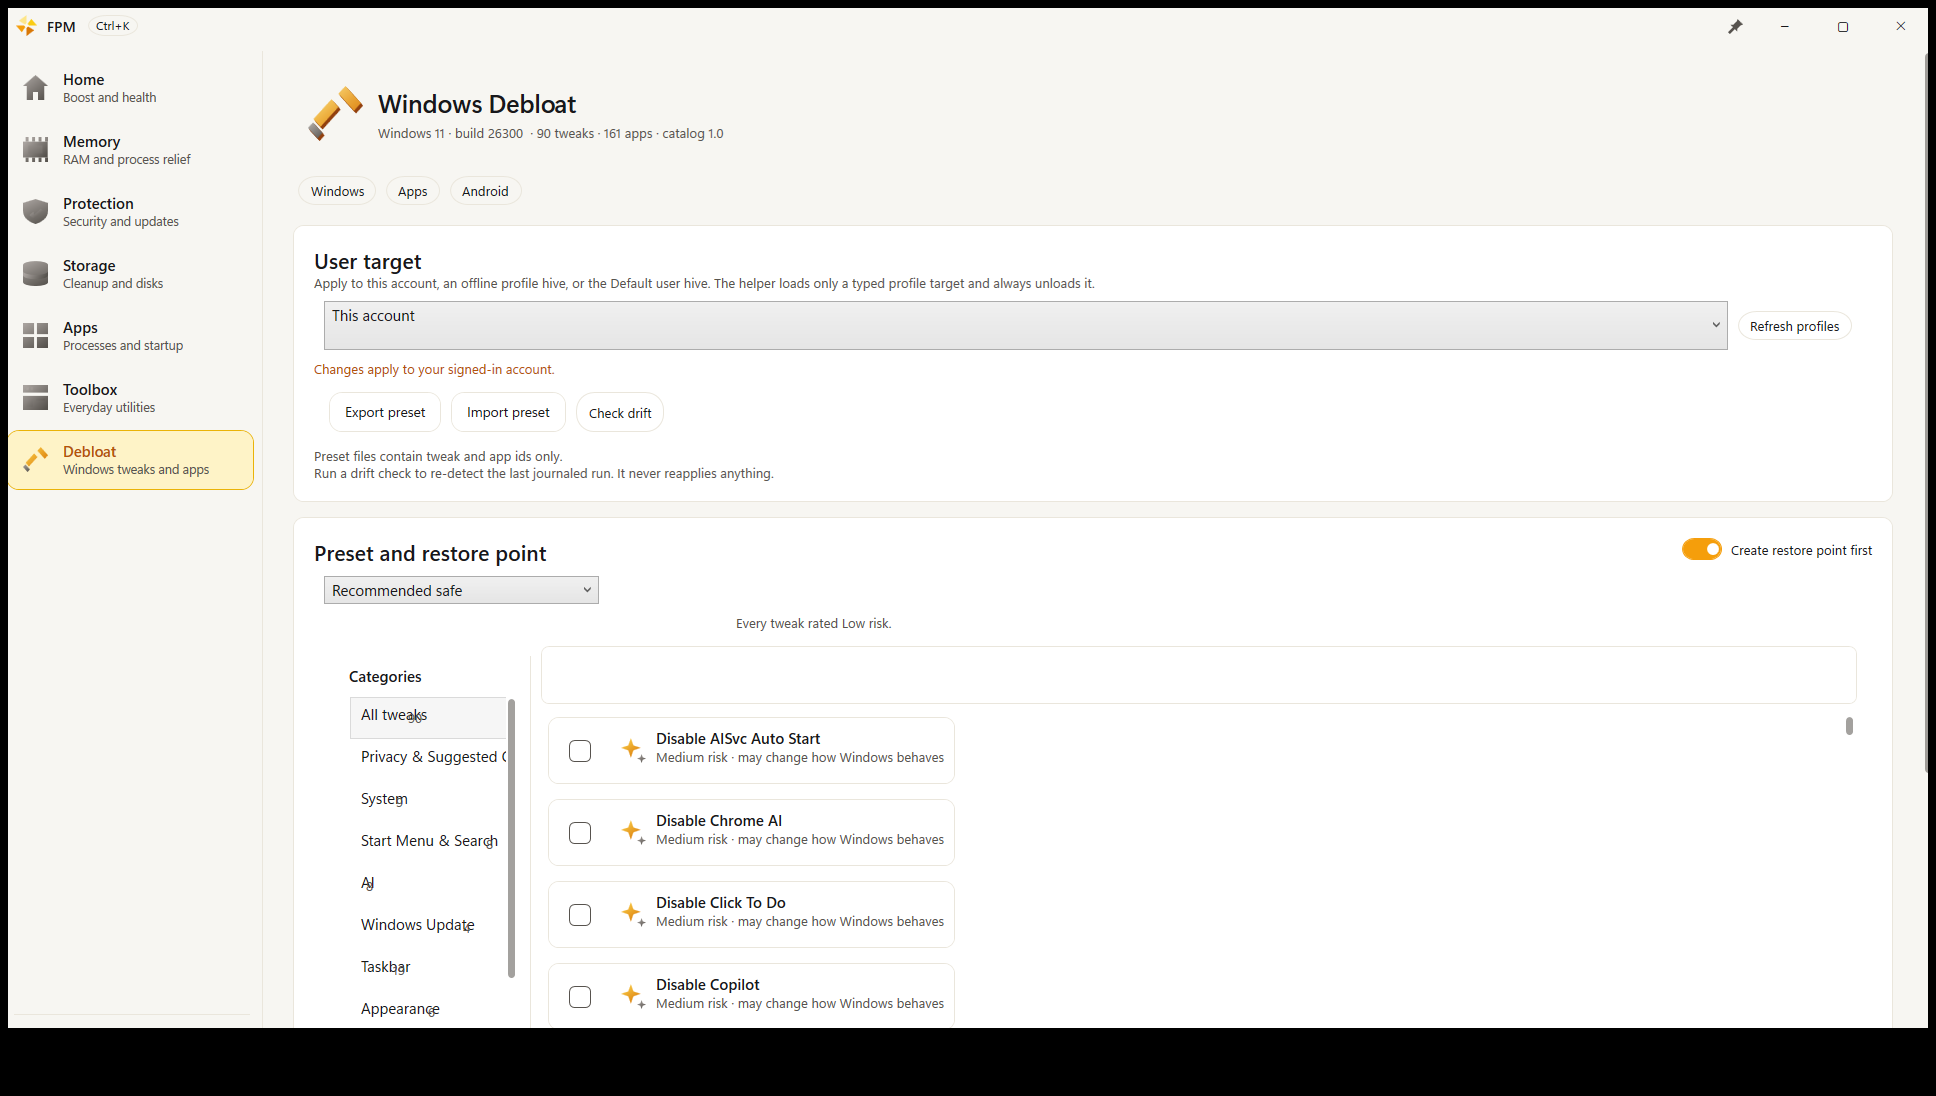 FPM Ctrl+K
Home
Boost and health
Memory
RAM and process relief
Protection
Security and updates
Storage
Cleanup and disks
Apps
Processes and startup
Toolbox
Everyday utilities
Debloat
Windows tweaks and apps
Windows Debloat
Windows 11 · build 26300 · 90 tweaks · 161 apps · catalog 1.0
Windows Apps Android
User target
Apply to this account, an offline profile hive, or the Default user hive. The helper loads only a typed profile target and always unloads it.
This account
Refresh profiles
Changes apply to your signed-in account.
Export preset Import preset Check drift
Preset files contain tweak and app ids only.
Run a drift check to re-detect the last journaled run. It never reapplies anything.
Preset and restore point
Create restore point first
Recommended safe
Every tweak rated Low risk.
Categories
All tweaks 90
Privacy & Suggested
System
Start Menu & Search
AI
Windows Update 4
Taskbar
Appearance
Disable AISvc Auto Start
Medium risk · may change how Windows behaves
Disable Chrome AI
Medium risk · may change how Windows behaves
Disable Click To Do
Medium risk · may change how Windows behaves
Disable Copilot
Medium risk · may change how Windows behaves